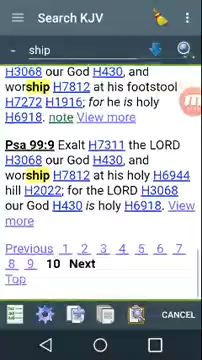 Search KJV
- ship
H3068 our God H430, and
worship H7812 at his footstool
H7272 H1916; for he is holy
H6918. note View more
Psa 99:9 Exalt H7311 the LORD
H3068 our God H430, and
worship H7812 at his holy H6944
hill H2022; for the LORD H3068
our God H430 is holy H6918. View
more
Previous 1 2 3 4 5 6 7
8 9 10 Next
Top
CANCEL